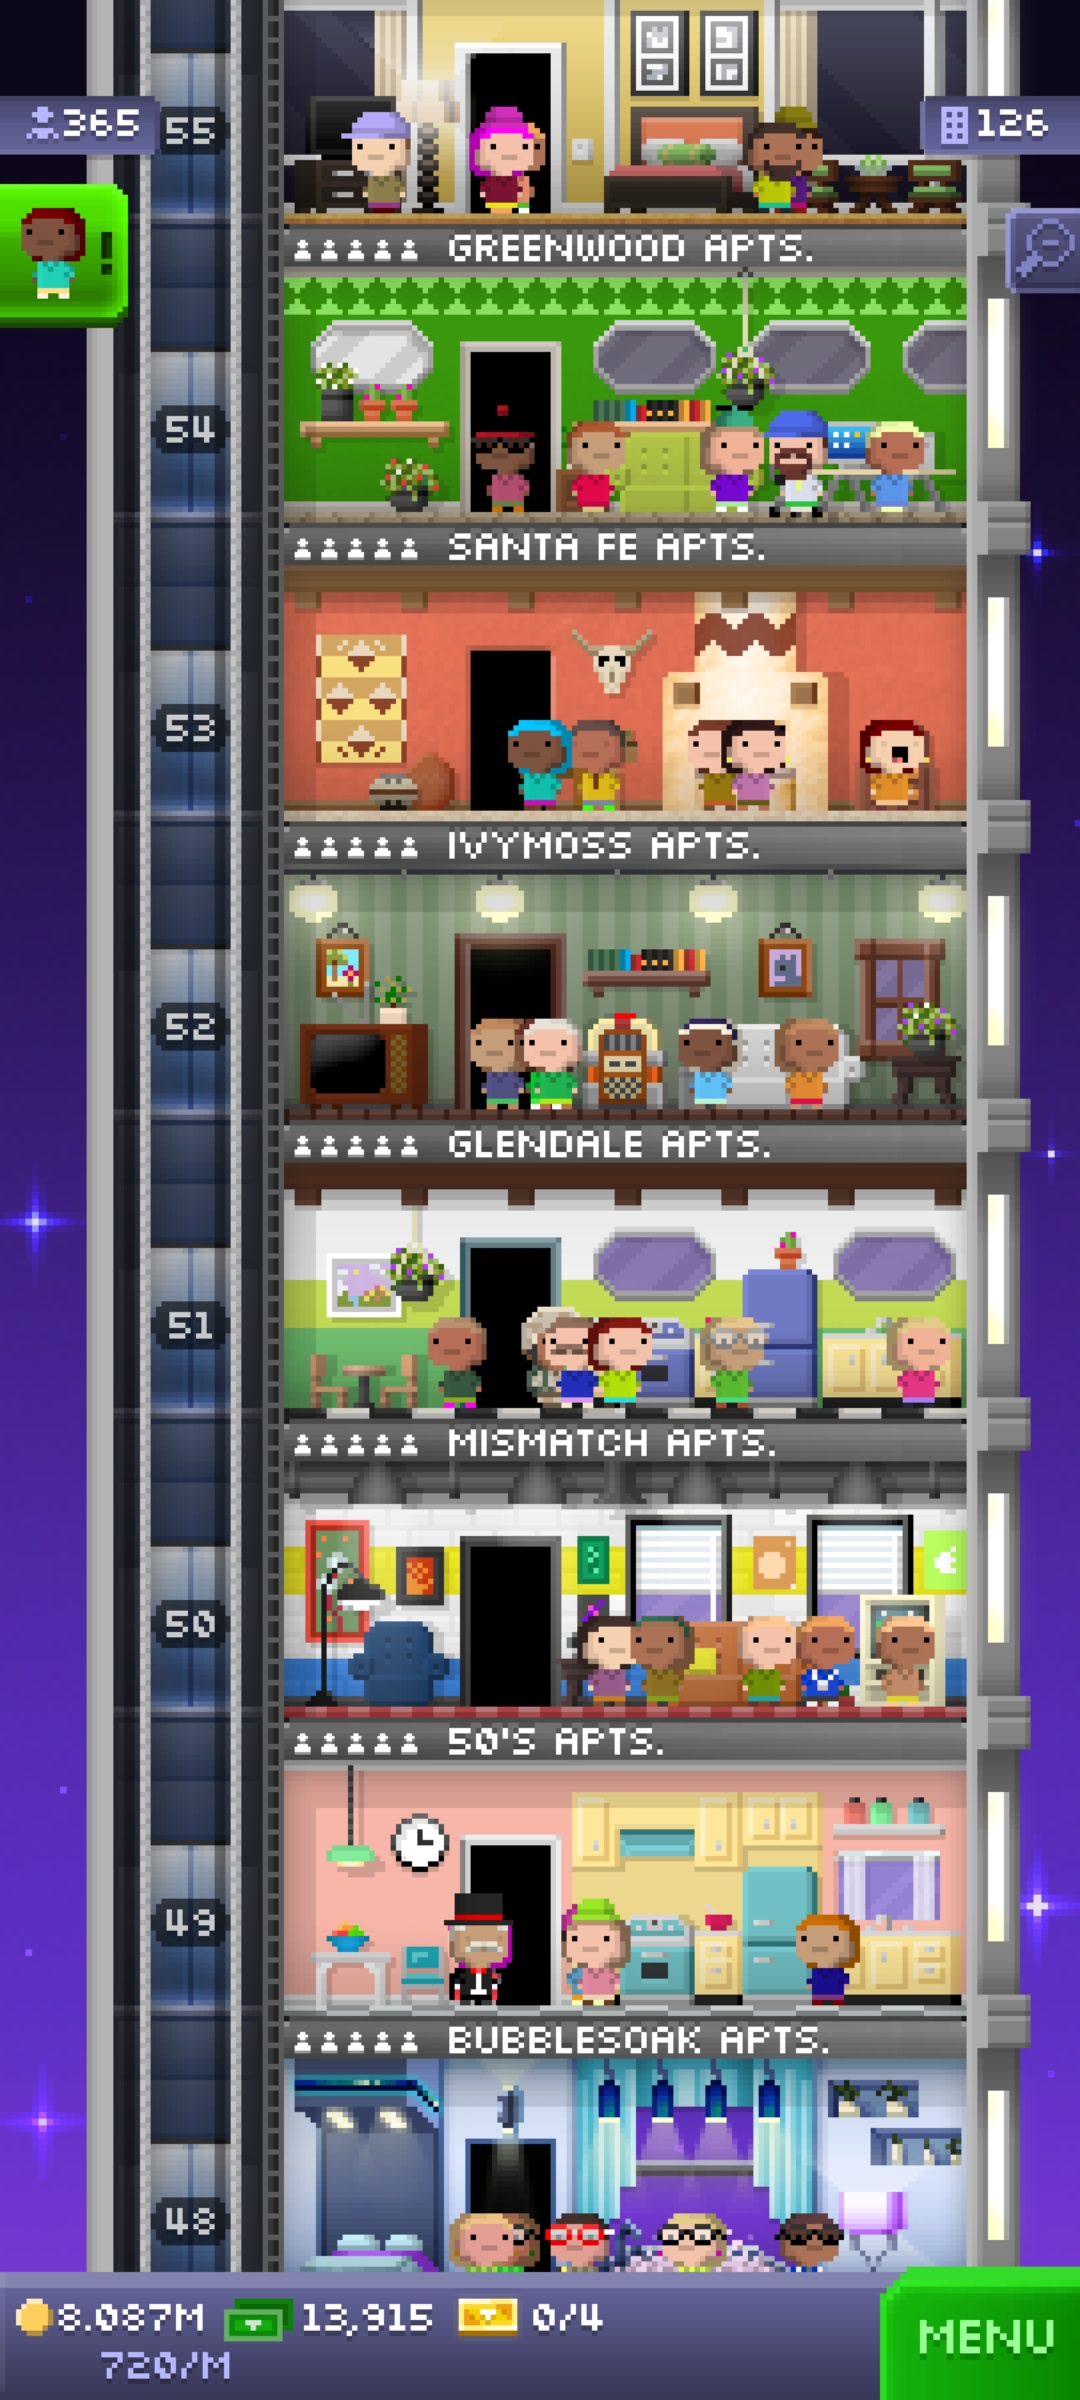 365
55
126
!
GREENWOOD APTS.
54
SANTA FE APTS.
53
IVYMOSS APTS.
52
GLENDALE APTS.
51
MISMATCH APTS.
50
50'S APTS.
49
BUBBLESOAK APTS.
48
8.087M 13,915 0/4
720/M
MENU